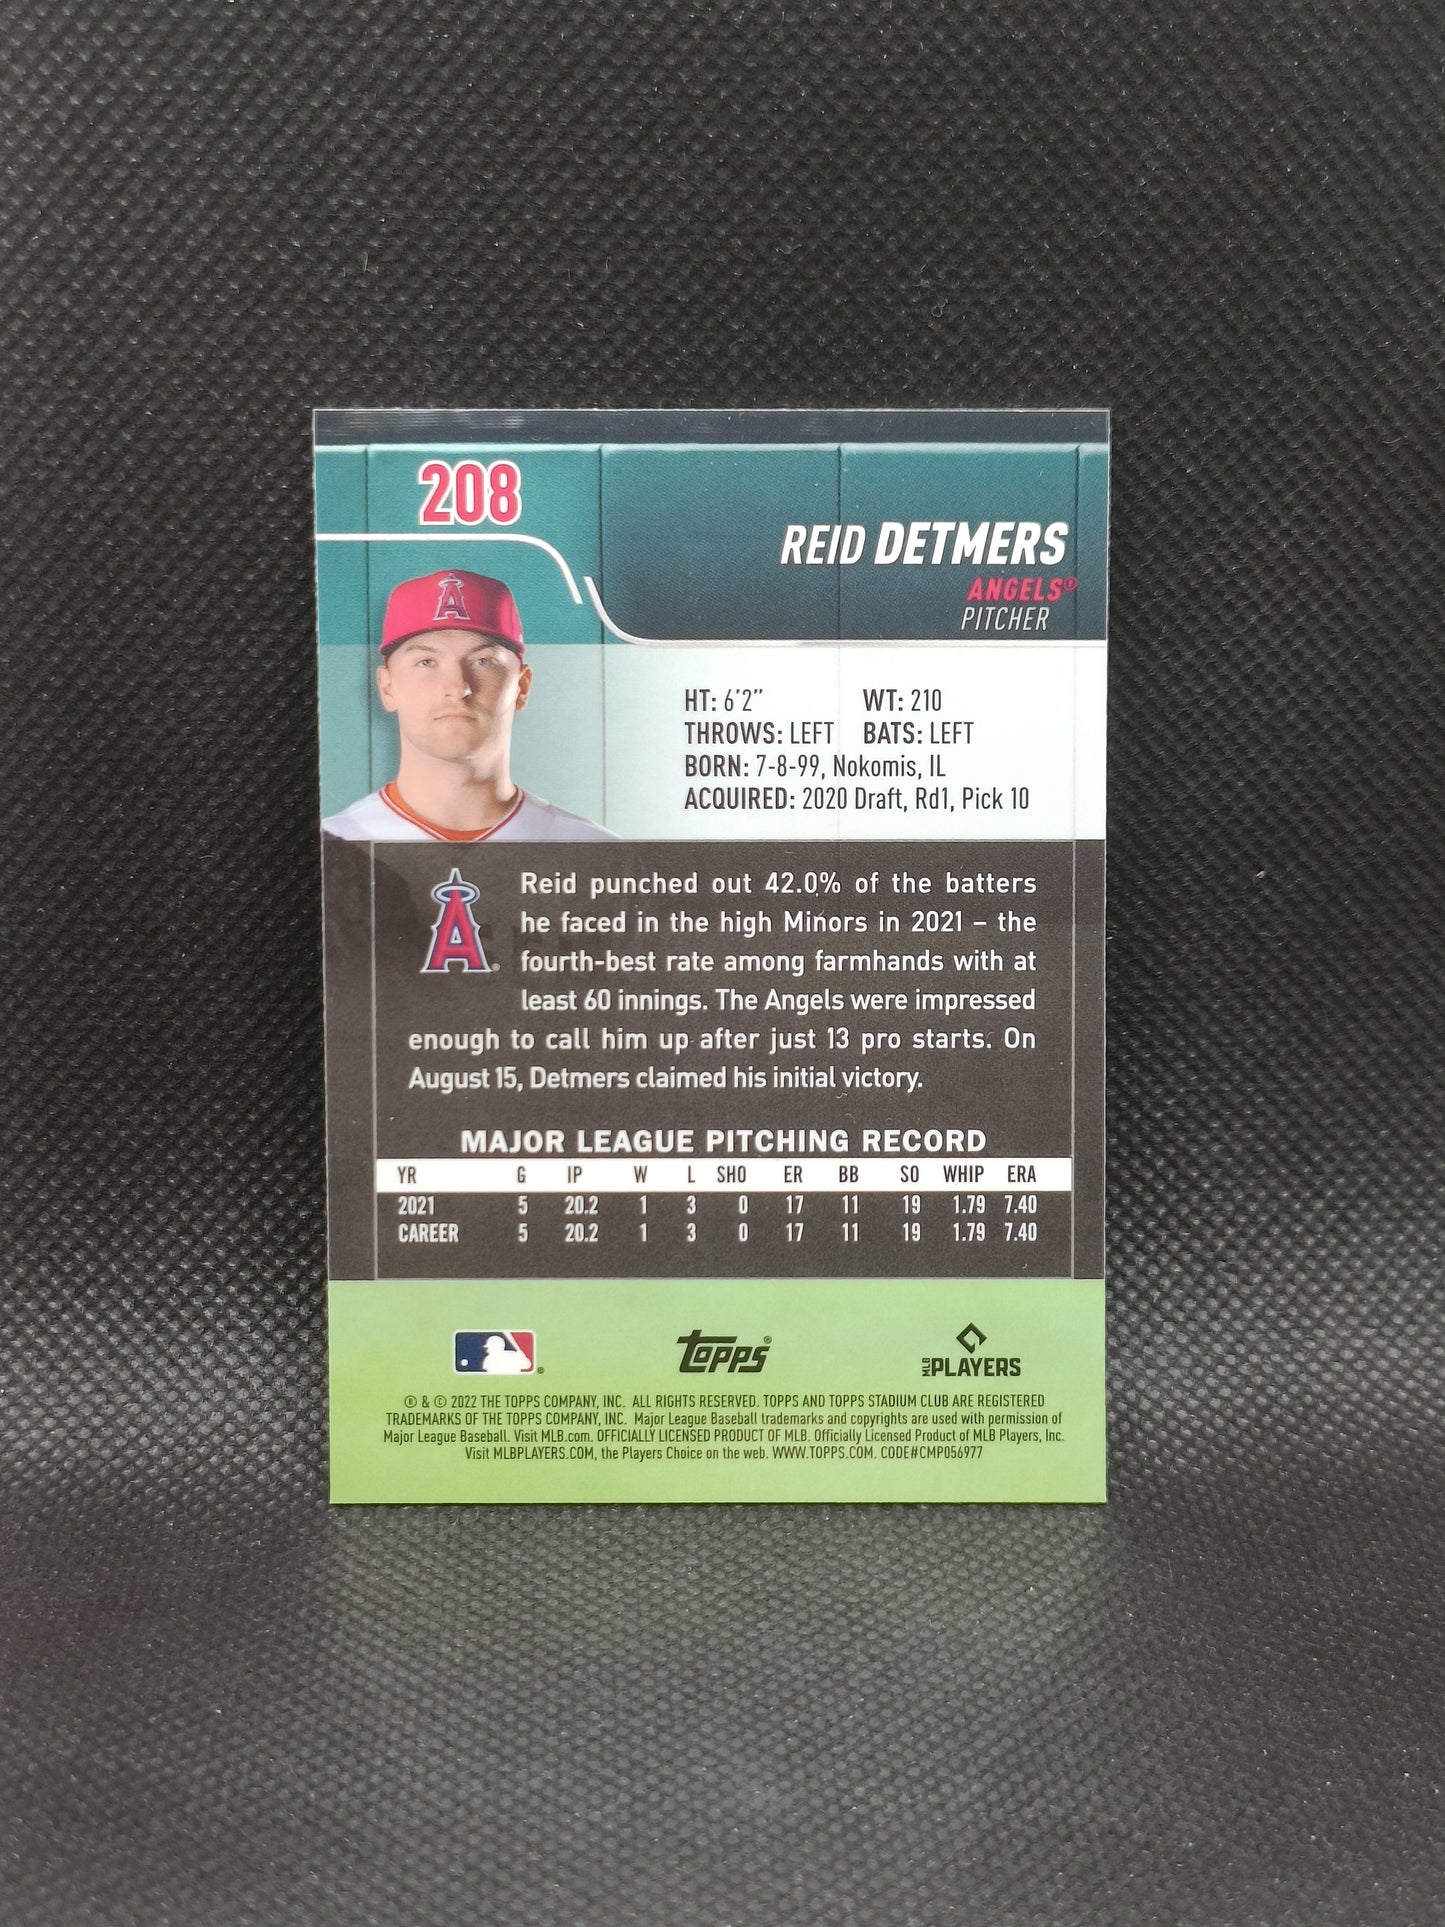 208
REID DETMERS
ANGELS®
PITCHER
HT: 6'2" WT: 210
THROWS: LEFT BATS: LEFT
BORN: 7-8-99, Nokomis, IL
ACQUIRED: 2020 Draft, Rd1, Pick 10
Reid punched out 42.0% of the batters
he faced in the high Minors in 2021 – the
fourth-best rate among farmhands with at
least 60 innings. The Angels were impressed
enough to call him up after just 13 pro starts. On
August 15, Detmers claimed his initial victory.
MAJOR LEAGUE PITCHING RECORD
YR G IP W L SHO ER BB SO WHIP ERA
2021 5 20.2 1 3 0 17 11 19 1.79 7.40
CAREER 5 20.2 1 3 0 17 11 19 1.79 7.40
TOPPS® MLB PLAYERS
® & © 2022 THE TOPPS COMPANY, INC. ALL RIGHTS RESERVED. TOPPS AND TOPPS STADIUM CLUB ARE REGISTERED
TRADEMARKS OF THE TOPPS COMPANY, INC. Major League Baseball trademarks and copyrights are used with permission of
Major League Baseball. Visit MLB.com. OFFICIALLY LICENSED PRODUCT OF MLB. Officially Licensed Product of MLB Players, Inc.
Visit MLBPLAYERS.COM, the Players Choice on the web. WWW.TOPPS.COM. CODE#CMP056977